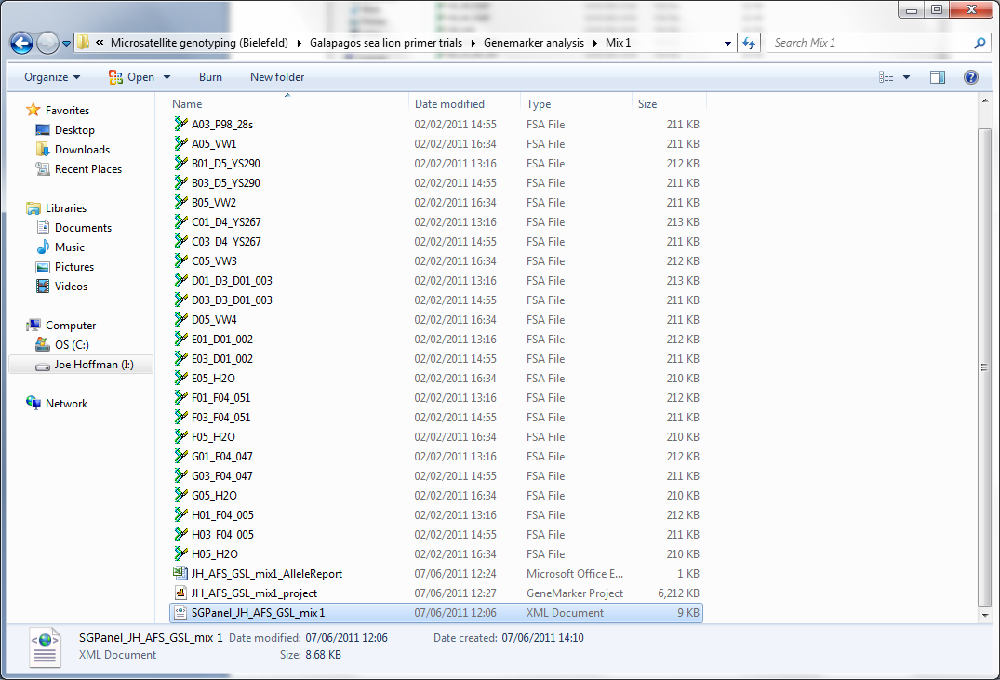 « Microsatellite genotyping (Bielefeld) Galapagos sea lion primer trials Genemarker analysis Mix 1 Search Mix 1
Organize Open Burn New folder
Name Date modified Type Size
Favorites
Desktop
Downloads
Recent Places
Libraries
Documents
Music
Pictures
Videos
Computer
OS (C:)
Joe Hoffman (I:)
Network
A03_P98_28s 02/02/2011 14:55 FSA File 211 KB
A05_VW1 02/02/2011 16:34 FSA File 211 KB
B01_D5_YS290 02/02/2011 13:16 FSA File 212 KB
B03_D5_YS290 02/02/2011 14:55 FSA File 211 KB
B05_VW2 02/02/2011 16:34 FSA File 211 KB
C01_D4_YS267 02/02/2011 13:16 FSA File 213 KB
C03_D4_YS267 02/02/2011 14:55 FSA File 211 KB
C05_VW3 02/02/2011 16:34 FSA File 212 KB
D01_D3_D01_003 02/02/2011 13:16 FSA File 213 KB
D03_D3_D01_003 02/02/2011 14:55 FSA File 211 KB
D05_VW4 02/02/2011 16:34 FSA File 211 KB
E01_D01_002 02/02/2011 13:16 FSA File 212 KB
E03_D01_002 02/02/2011 14:55 FSA File 211 KB
E05_H2O 02/02/2011 16:34 FSA File 210 KB
F01_F04_051 02/02/2011 13:16 FSA File 212 KB
F03_F04_051 02/02/2011 14:55 FSA File 211 KB
F05_H2O 02/02/2011 16:34 FSA File 210 KB
G01_F04_047 02/02/2011 13:16 FSA File 212 KB
G03_F04_047 02/02/2011 14:55 FSA File 211 KB
G05_H2O 02/02/2011 16:34 FSA File 210 KB
H01_F04_005 02/02/2011 13:16 FSA File 212 KB
H03_F04_005 02/02/2011 14:55 FSA File 211 KB
H05_H2O 02/02/2011 16:34 FSA File 210 KB
JH_AFS_GSL_mix1_AlleleReport 07/06/2011 12:24 Microsoft Office E... 1 KB
JH_AFS_GSL_mix1_project 07/06/2011 12:27 GeneMarker Project 6,212 KB
SGPanel_JH_AFS_GSL_mix 1 07/06/2011 12:06 XML Document 9 KB
SGPanel_JH_AFS_GSL_mix 1 Date modified: 07/06/2011 12:06 Date created: 07/06/2011 14:10
XML Document Size: 8.68 KB